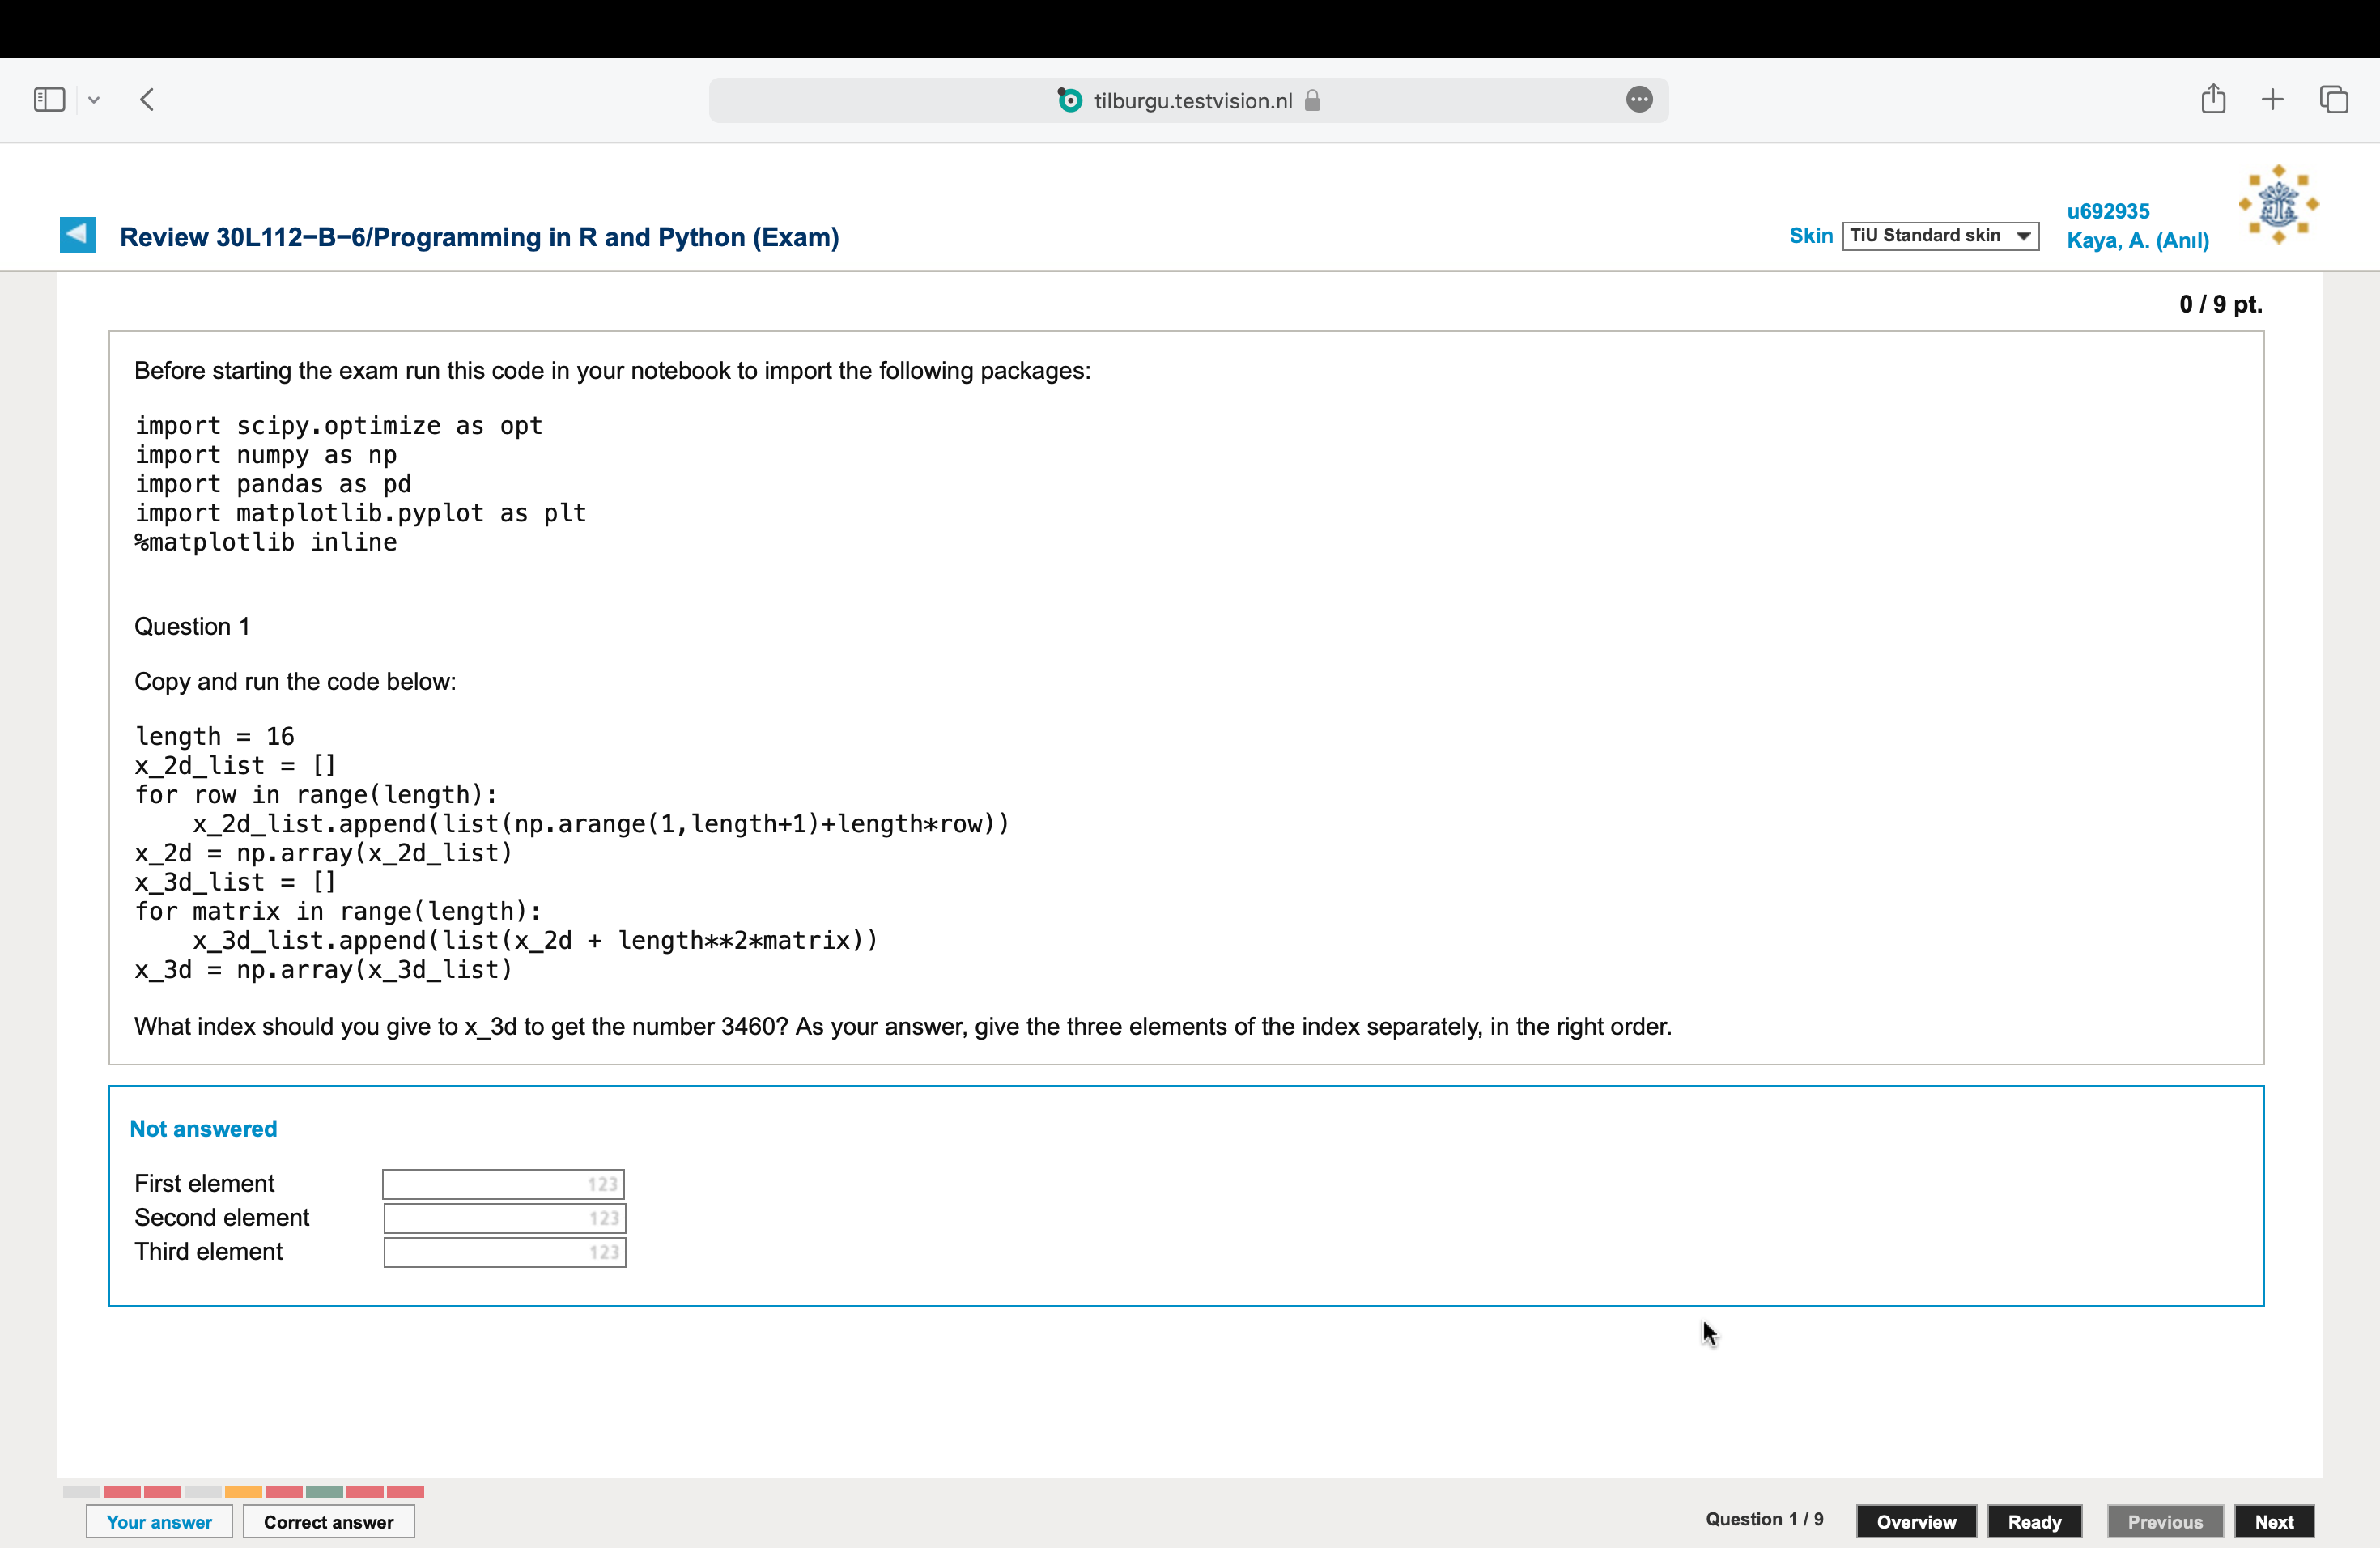 tilburgu.testvision.nl
Review 30L112-B-6/Programming in R and Python (Exam)
Skin
TiU Standard skin
u692935
Kaya, A. (Anıl)
0 / 9 pt.
Before starting the exam run this code in your notebook to import the following packages:
import scipy.optimize as opt
import numpy as np
import pandas as pd
import matplotlib.pyplot as plt
%matplotlib inline
Question 1
Copy and run the code below:
length = 16
x_2d_list = []
for row in range(length):
    x_2d_list.append(list(np.arange(1,length+1)+length*row))
x_2d = np.array(x_2d_list)
x_3d_list = []
for matrix in range(length):
    x_3d_list.append(list(x_2d + length**2*matrix))
x_3d = np.array(x_3d_list)
What index should you give to x_3d to get the number 3460? As your answer, give the three elements of the index separately, in the right order.
Not answered
First element 123
Second element 123
Third element 123
Your answer
Correct answer
Question 1 / 9
Overview
Ready
Previous
Next